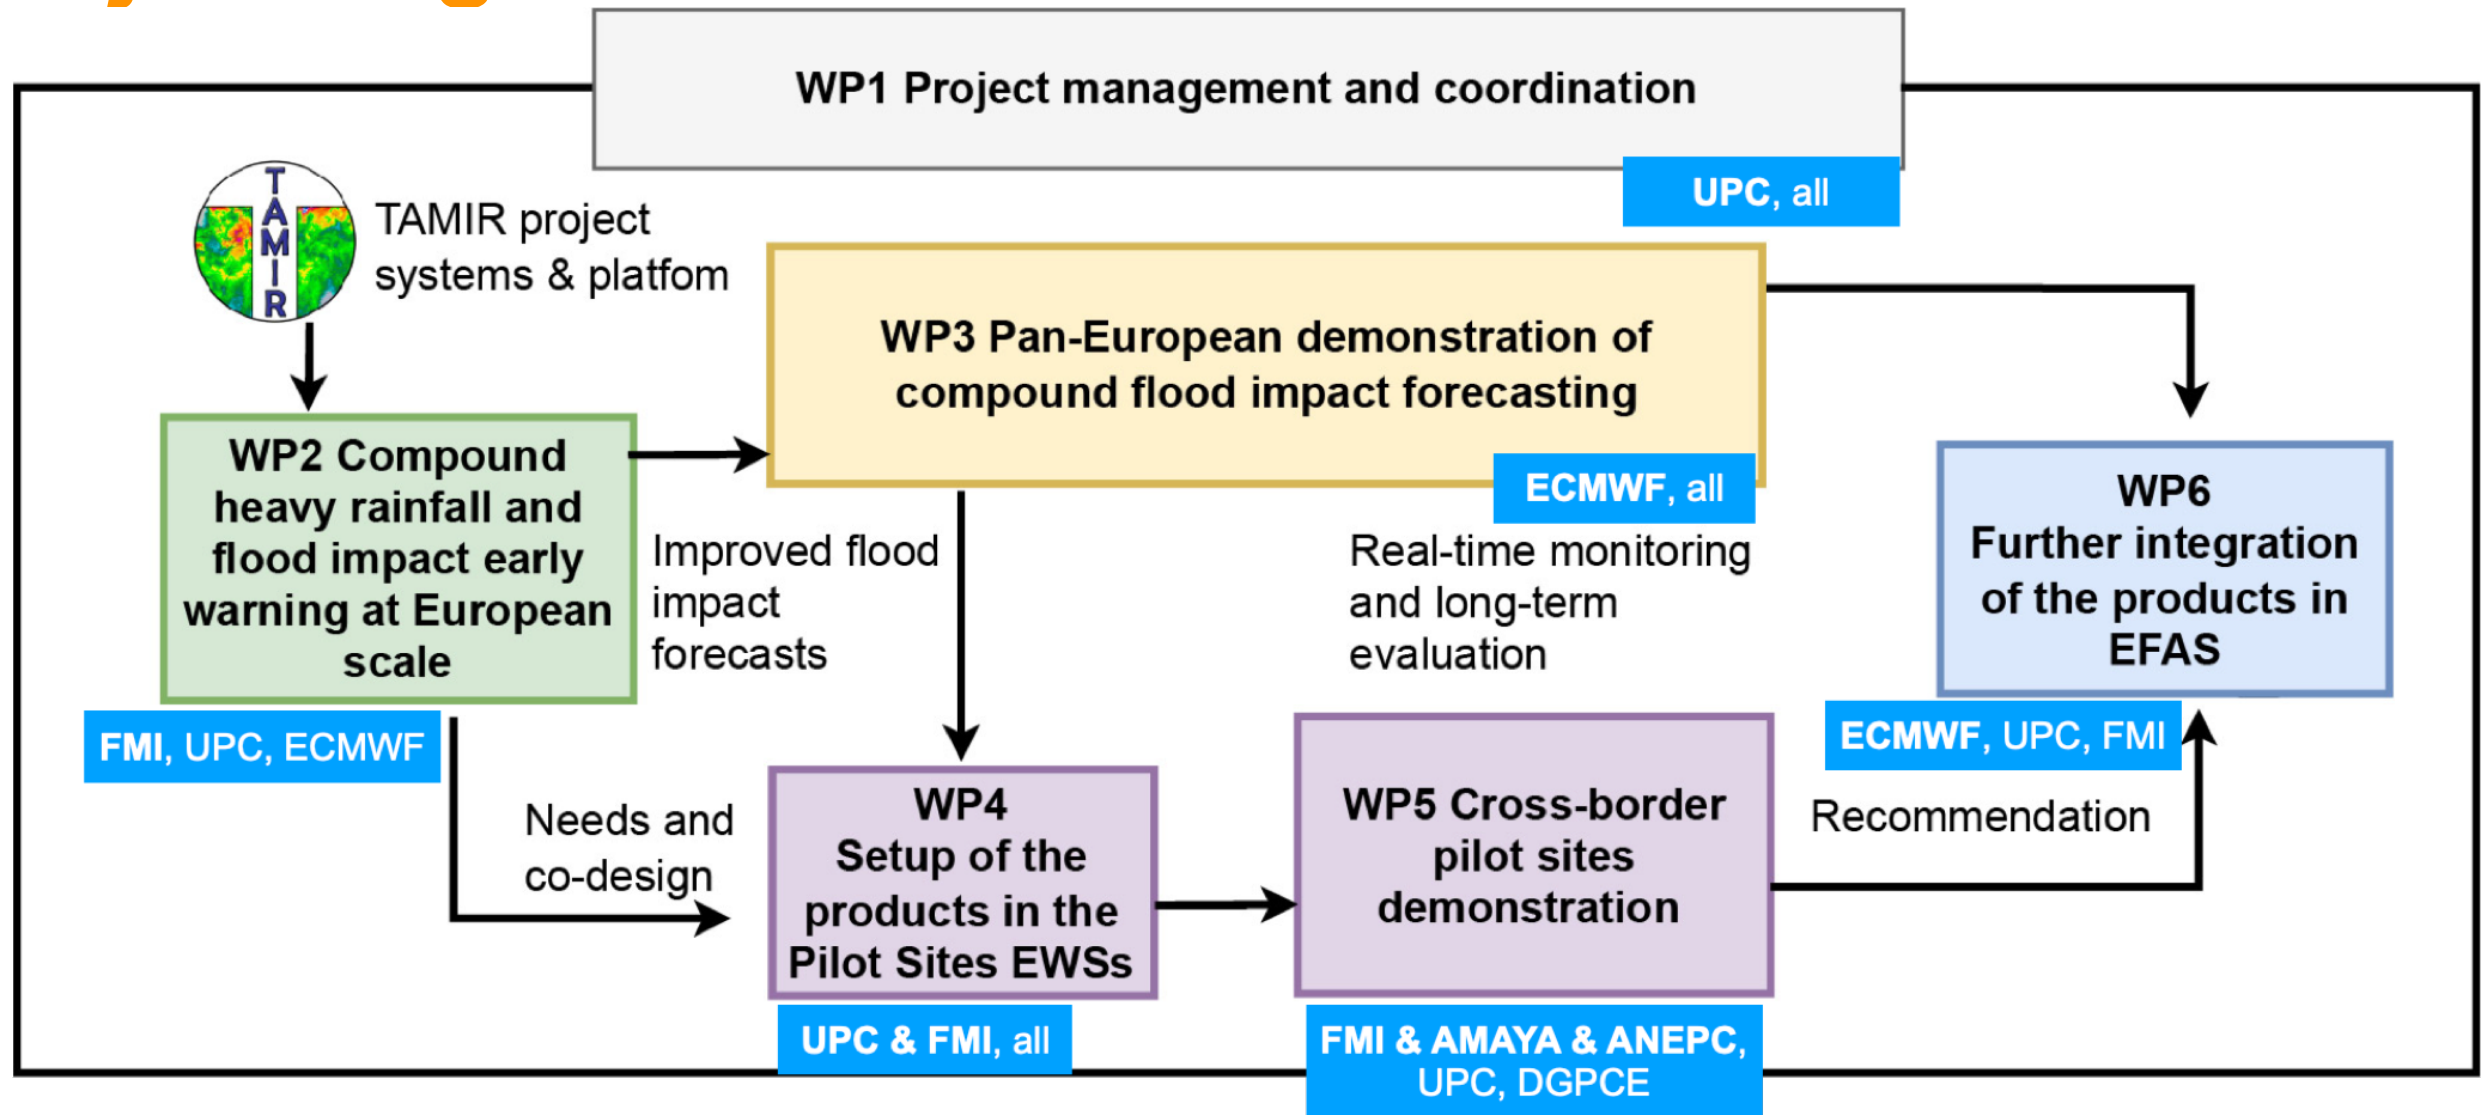 WP1 Project management and coordination
UPC, all
TAMIR
TAMIR project
systems & platfom
WP3 Pan-European demonstration of
compound flood impact forecasting
ECMWF, all
WP2 Compound
heavy rainfall and
flood impact early
warning at European
scale
FMI, UPC, ECMWF
Improved flood
impact
forecasts
Real-time monitoring
and long-term
evaluation
WP6
Further integration
of the products in
EFAS
ECMWF, UPC, FMI
Needs and
co-design
WP4
Setup of the
products in the
Pilot Sites EWSs
UPC & FMI, all
WP5 Cross-border
pilot sites
demonstration
FMI & AMAYA & ANEPC,
UPC, DGPCE
Recommendation